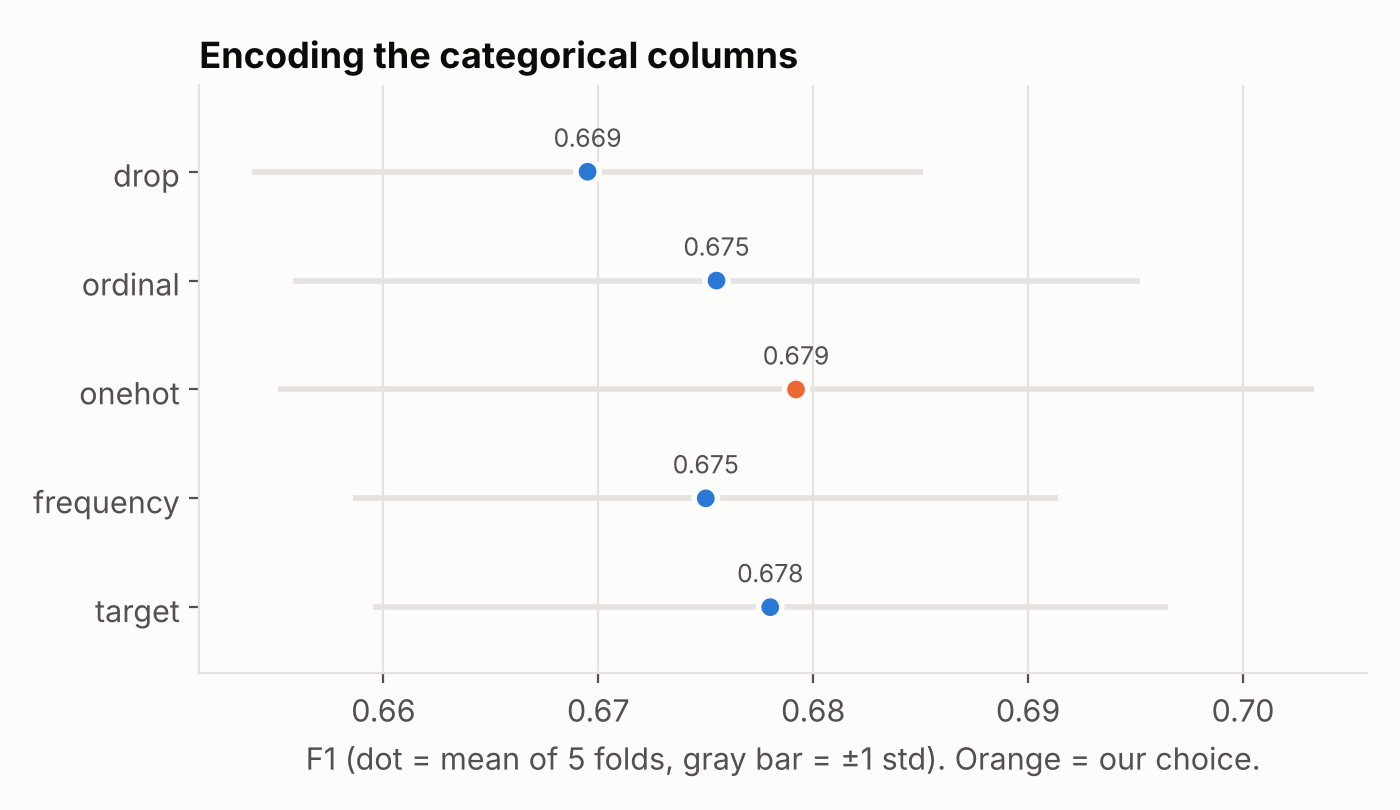 Encoding the categorical columns
0.669
drop
0.675
ordinal
0.679
onehot
0.675
frequency
0.678
target
0.66 0.67 0.68 0.69 0.70
F1 (dot = mean of 5 folds, gray bar = ±1 std). Orange = our choice.